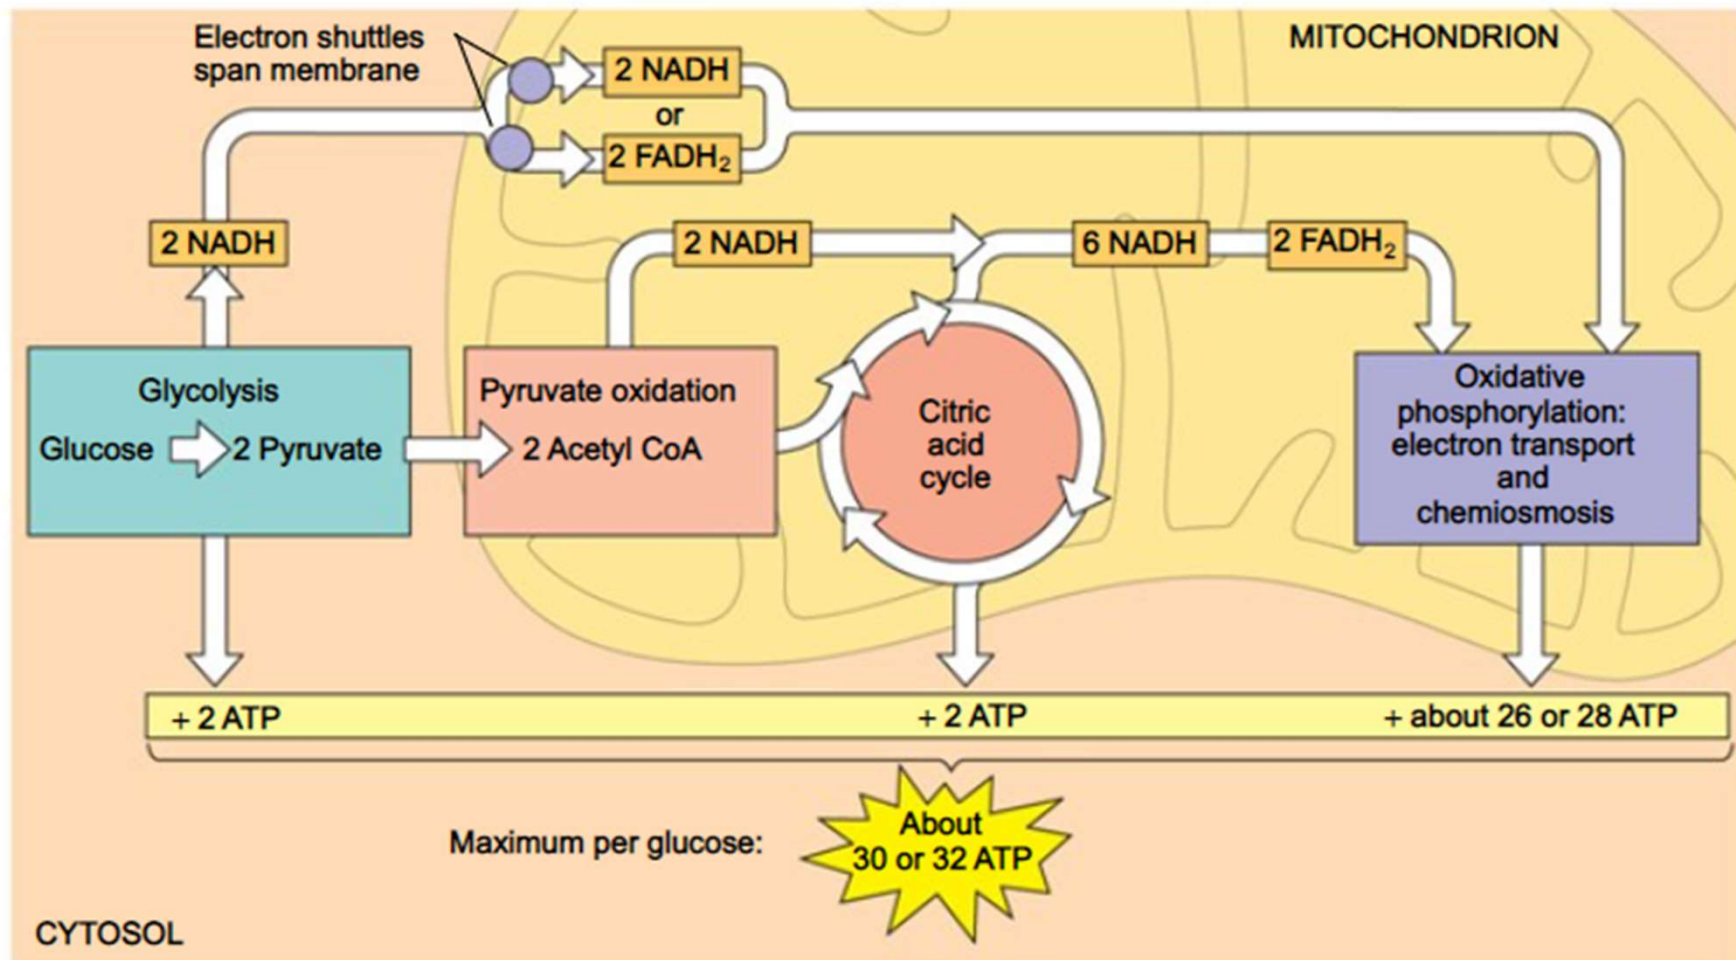 Electron shuttles
span membrane
MITOCHONDRION
2 NADH
or
2 FADH₂
2 NADH
2 NADH
6 NADH
2 FADH₂
Glycolysis
Glucose
2 Pyruvate
Pyruvate oxidation
2 Acetyl CoA
Citric
acid
cycle
Oxidative
phosphorylation:
electron transport
and
chemiosmosis
+ 2 ATP
+ 2 ATP
+ about 26 or 28 ATP
Maximum per glucose:
About
30 or 32 ATP
CYTOSOL